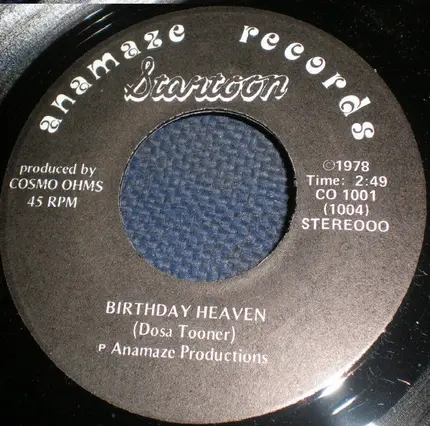 anamaze records
Startoon
produced by
COSMO OHMS
45 RPM
©1978
Time: 2:49
CO 1001
(1004)
STEREOOO
BIRTHDAY HEAVEN
(Dosa Tooner)
P Anamaze Productions